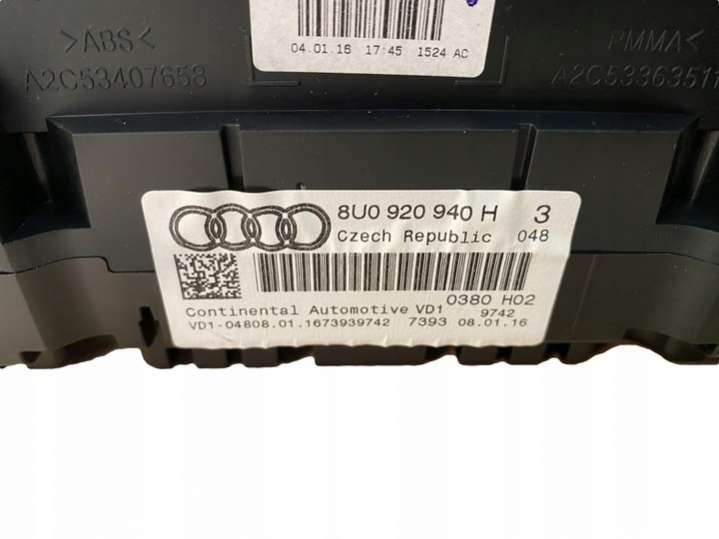 >ABS<
A2C53407658
04.01.16 17:45 1524 AC
PMMA<
A2C5336351
8U0 920 940 H 3
Czech Republic 048
0380 H02
Continental Automotive VD1 9742
VD1-04808.01.1673939742 7393 08.01.16